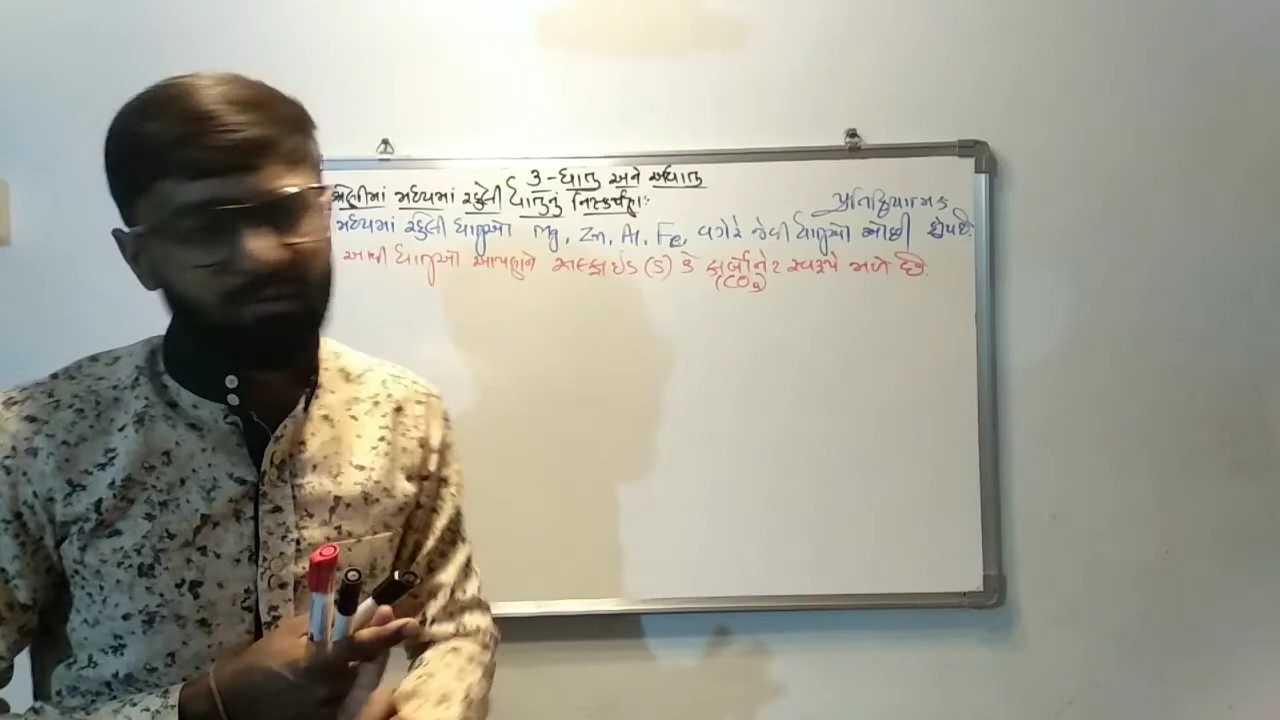 3-ધાતુ અને અધાતુ
શ્રેણીમાં મધ્યમાં રહેલી ધાતુનું નિષ્કર્ષણ:
પ્રતિક્રિયાત્મક
મધ્યમાં રહેલી ધાતુઓ Mg, Zn, Al, Fe, વગેરે જેવી ધાતુઓ ઓછી હોય છે.
આવી ધાતુઓ આપણને સલ્ફાઇડ (S) કે કાર્બોનેટ સ્વરૂપે મળે છે.
(CO₃)